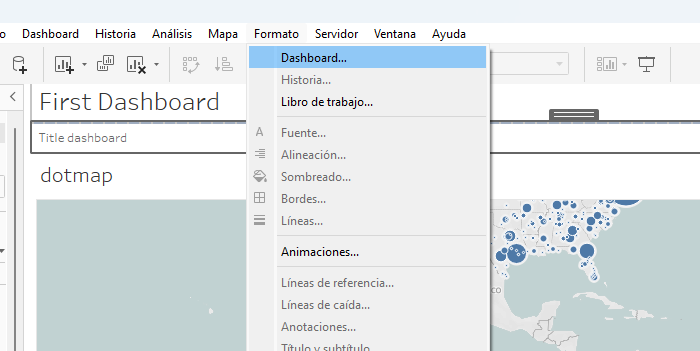 Dashboard Historia Análisis Mapa Formato Servidor Ventana Ayuda
Dashboard...
Historia...
Libro de trabajo...
Fuente...
Alineación...
Sombreado...
Bordes...
Líneas...
Animaciones...
Líneas de referencia...
Líneas de caída...
Anotaciones...
Título y subtítulo
First Dashboard
Title dashboard
dotmap